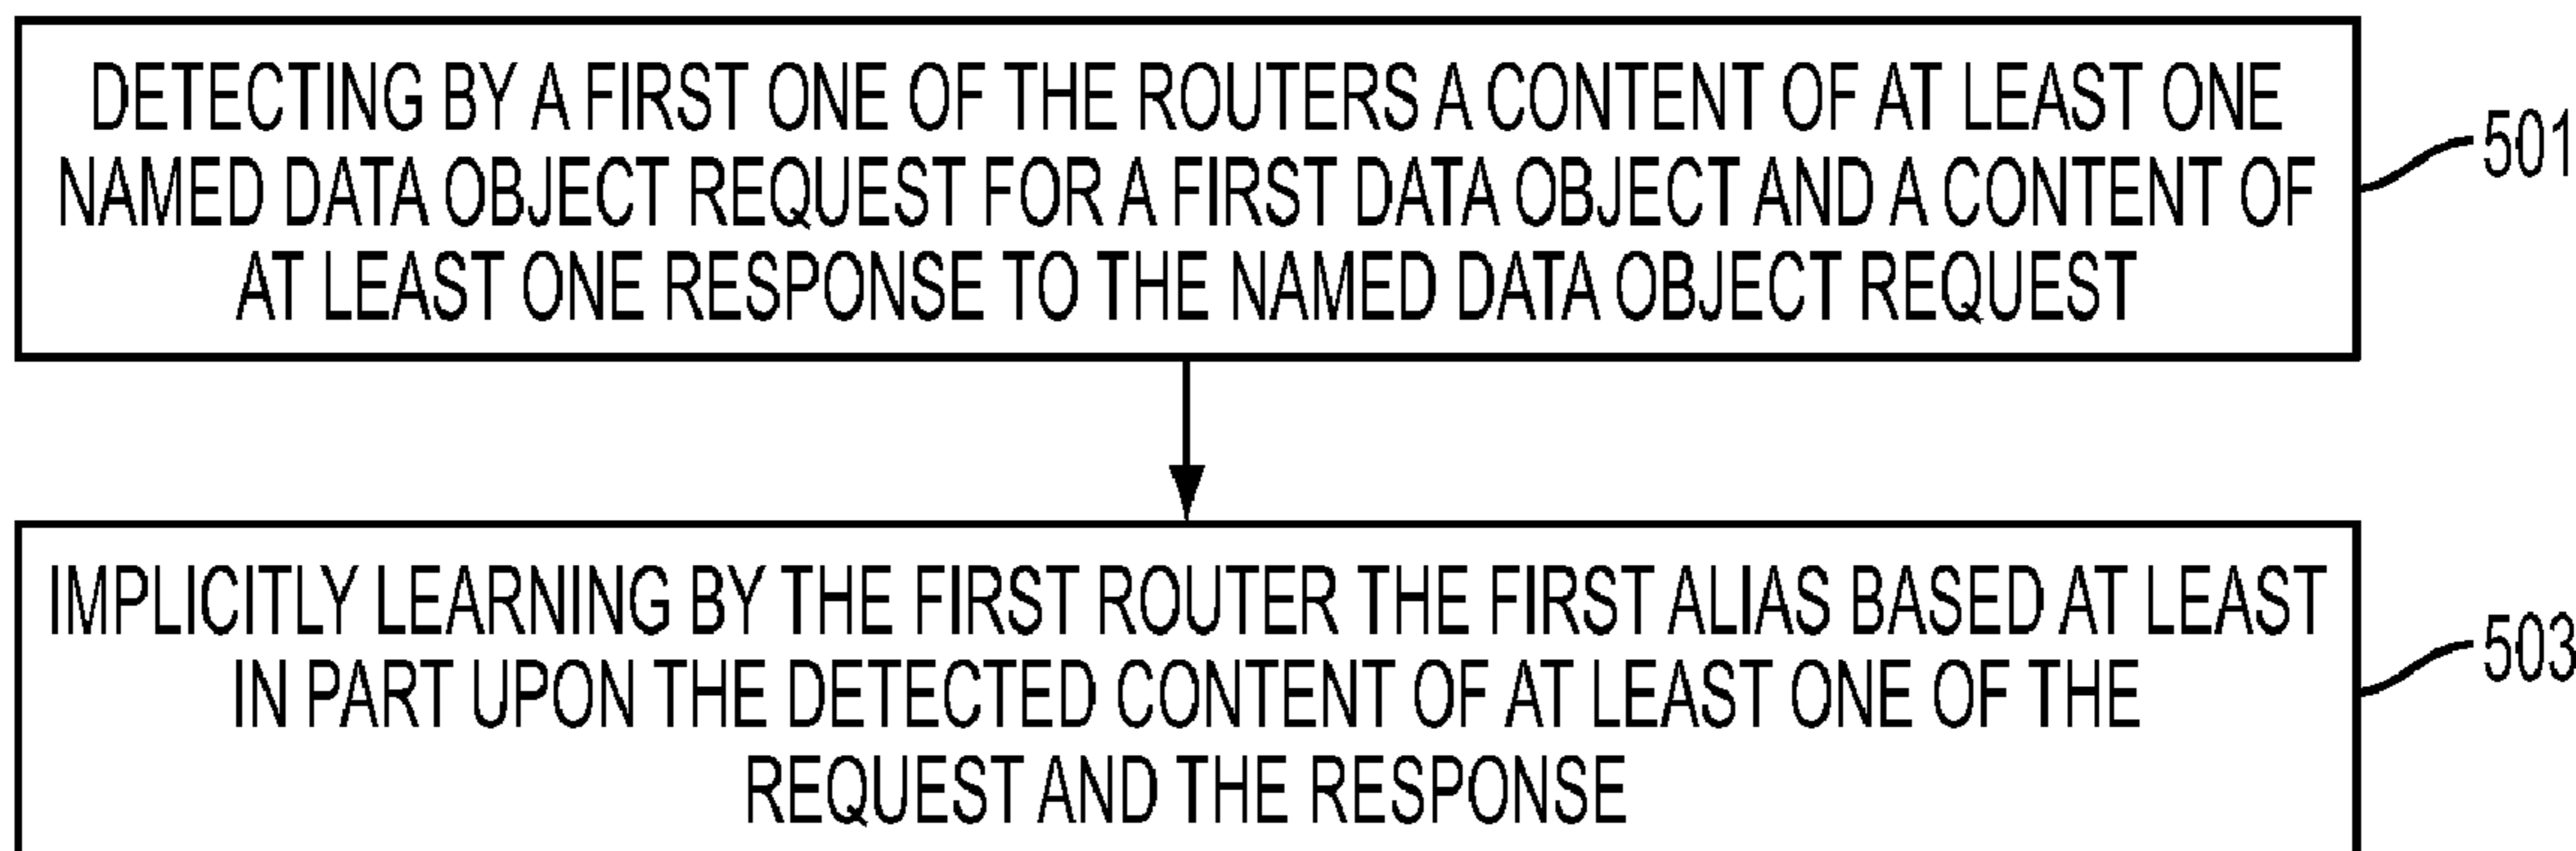 DETECTING BY A FIRST ONE OF THE ROUTERS A CONTENT OF AT LEAST ONE
NAMED DATA OBJECT REQUEST FOR A FIRST DATA OBJECT AND A CONTENT OF
AT LEAST ONE RESPONSE TO THE NAMED DATA OBJECT REQUEST
501
IMPLICITLY LEARNING BY THE FIRST ROUTER THE FIRST ALIAS BASED AT LEAST
IN PART UPON THE DETECTED CONTENT OF AT LEAST ONE OF THE
REQUEST AND THE RESPONSE
503